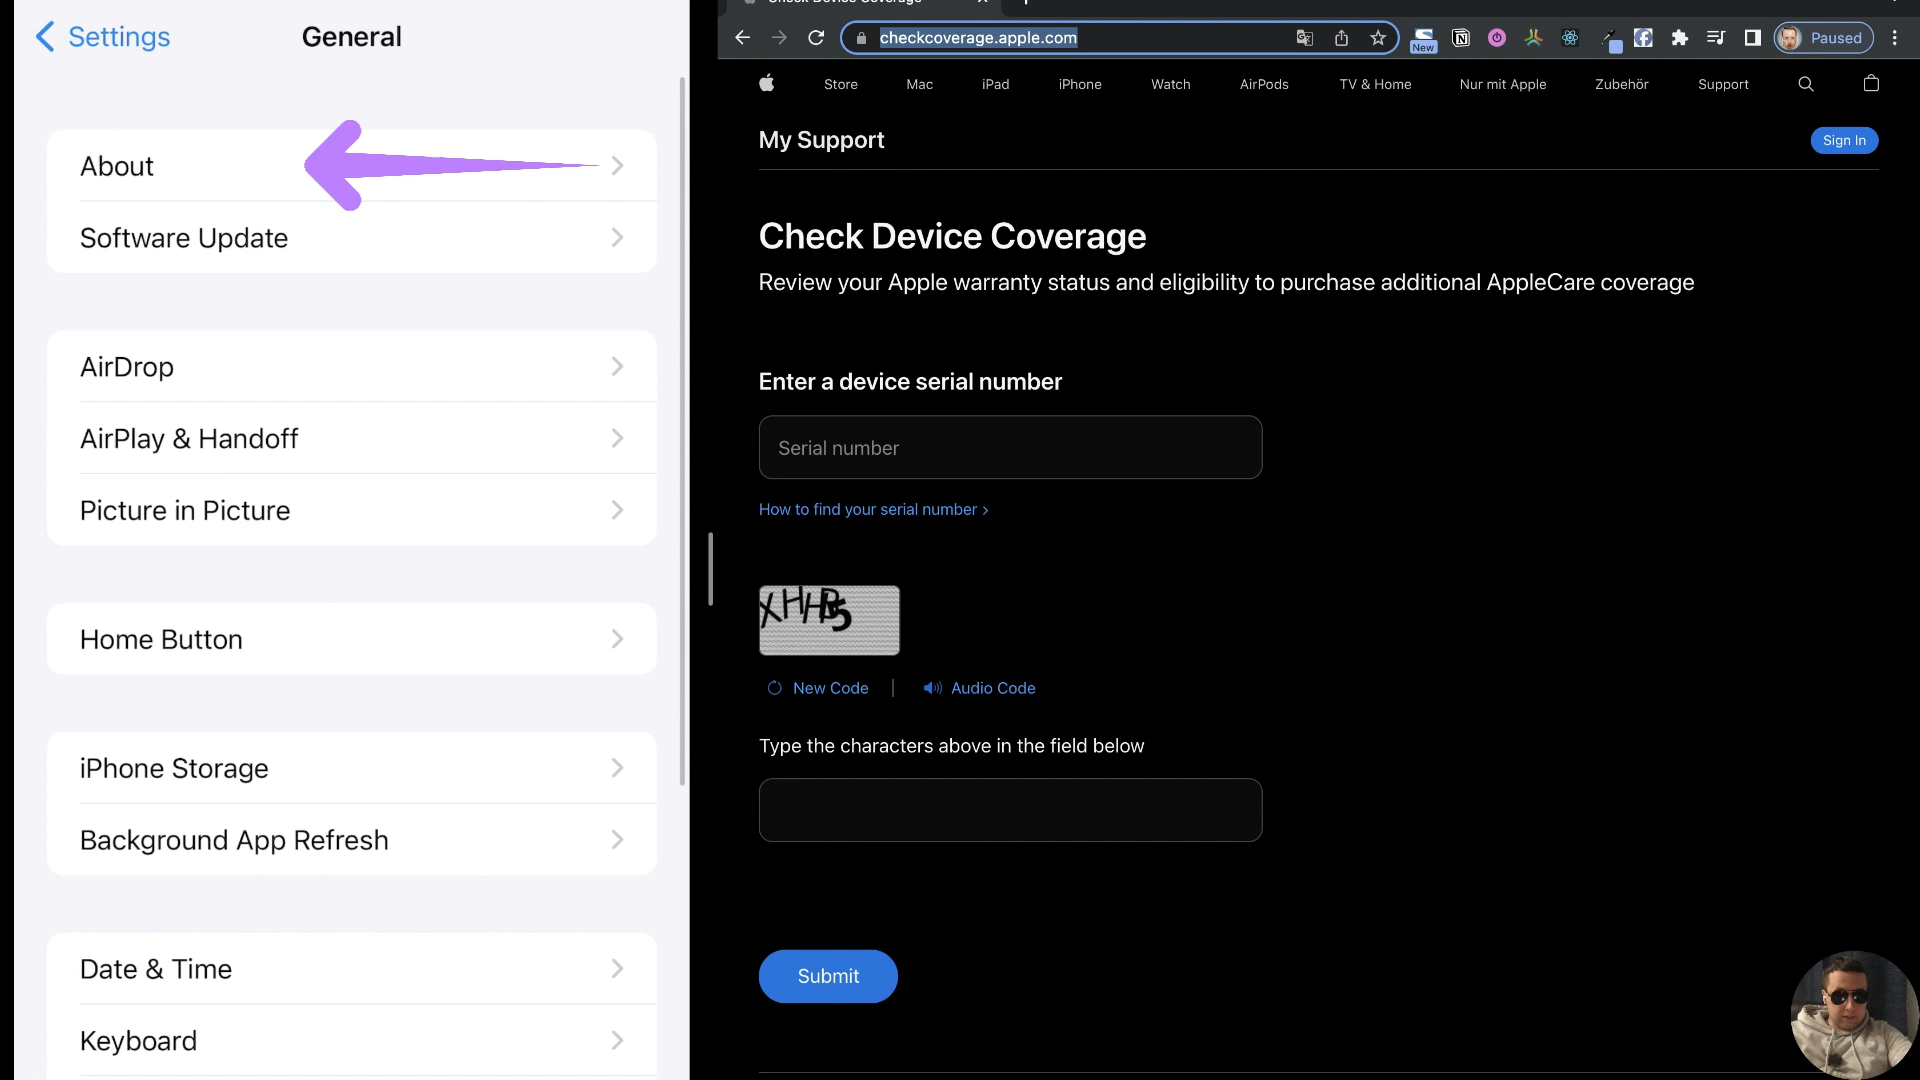 Settings
General
About
Software Update
AirDrop
AirPlay & Handoff
Picture in Picture
Home Button
iPhone Storage
Background App Refresh
Date & Time
Keyboard
Check Device Coverage
checkcoverage.apple.com
New
Paused
Store Mac iPad iPhone Watch AirPods TV & Home Nur mit Apple Zubehör Support
My Support
Sign In
Check Device Coverage
Review your Apple warranty status and eligibility to purchase additional AppleCare coverage
Enter a device serial number
Serial number
How to find your serial number >
New Code | Audio Code
Type the characters above in the field below
Submit